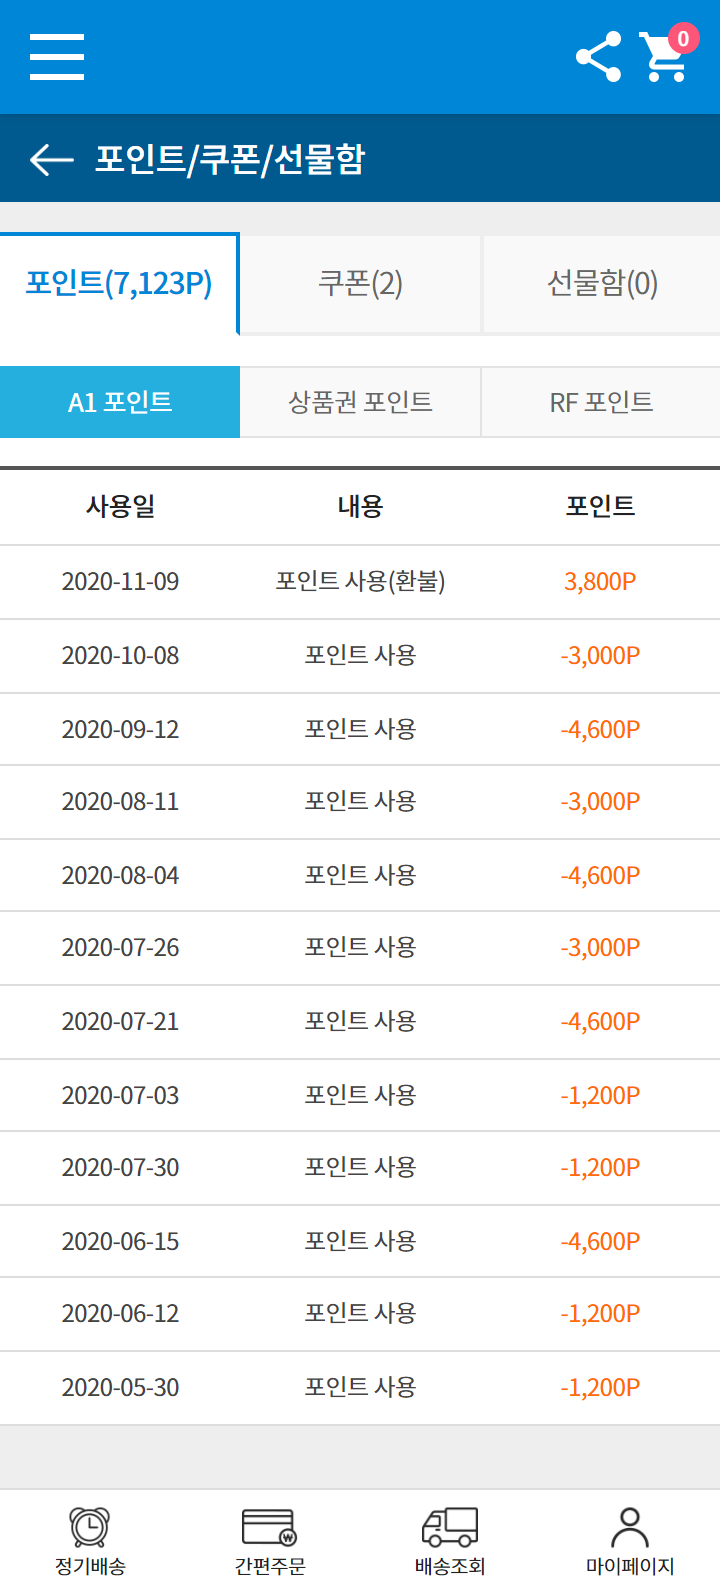 0
포인트/쿠폰/선물함
포인트(7,123P) 쿠폰(2) 선물함(0)
A1 포인트 상품권 포인트 RF 포인트
사용일 내용 포인트
2020-11-09 포인트 사용(환불) 3,800P
2020-10-08 포인트 사용 -3,000P
2020-09-12 포인트 사용 -4,600P
2020-08-11 포인트 사용 -3,000P
2020-08-04 포인트 사용 -4,600P
2020-07-26 포인트 사용 -3,000P
2020-07-21 포인트 사용 -4,600P
2020-07-03 포인트 사용 -1,200P
2020-07-30 포인트 사용 -1,200P
2020-06-15 포인트 사용 -4,600P
2020-06-12 포인트 사용 -1,200P
2020-05-30 포인트 사용 -1,200P
정기배송 간편주문 배송조회 마이페이지